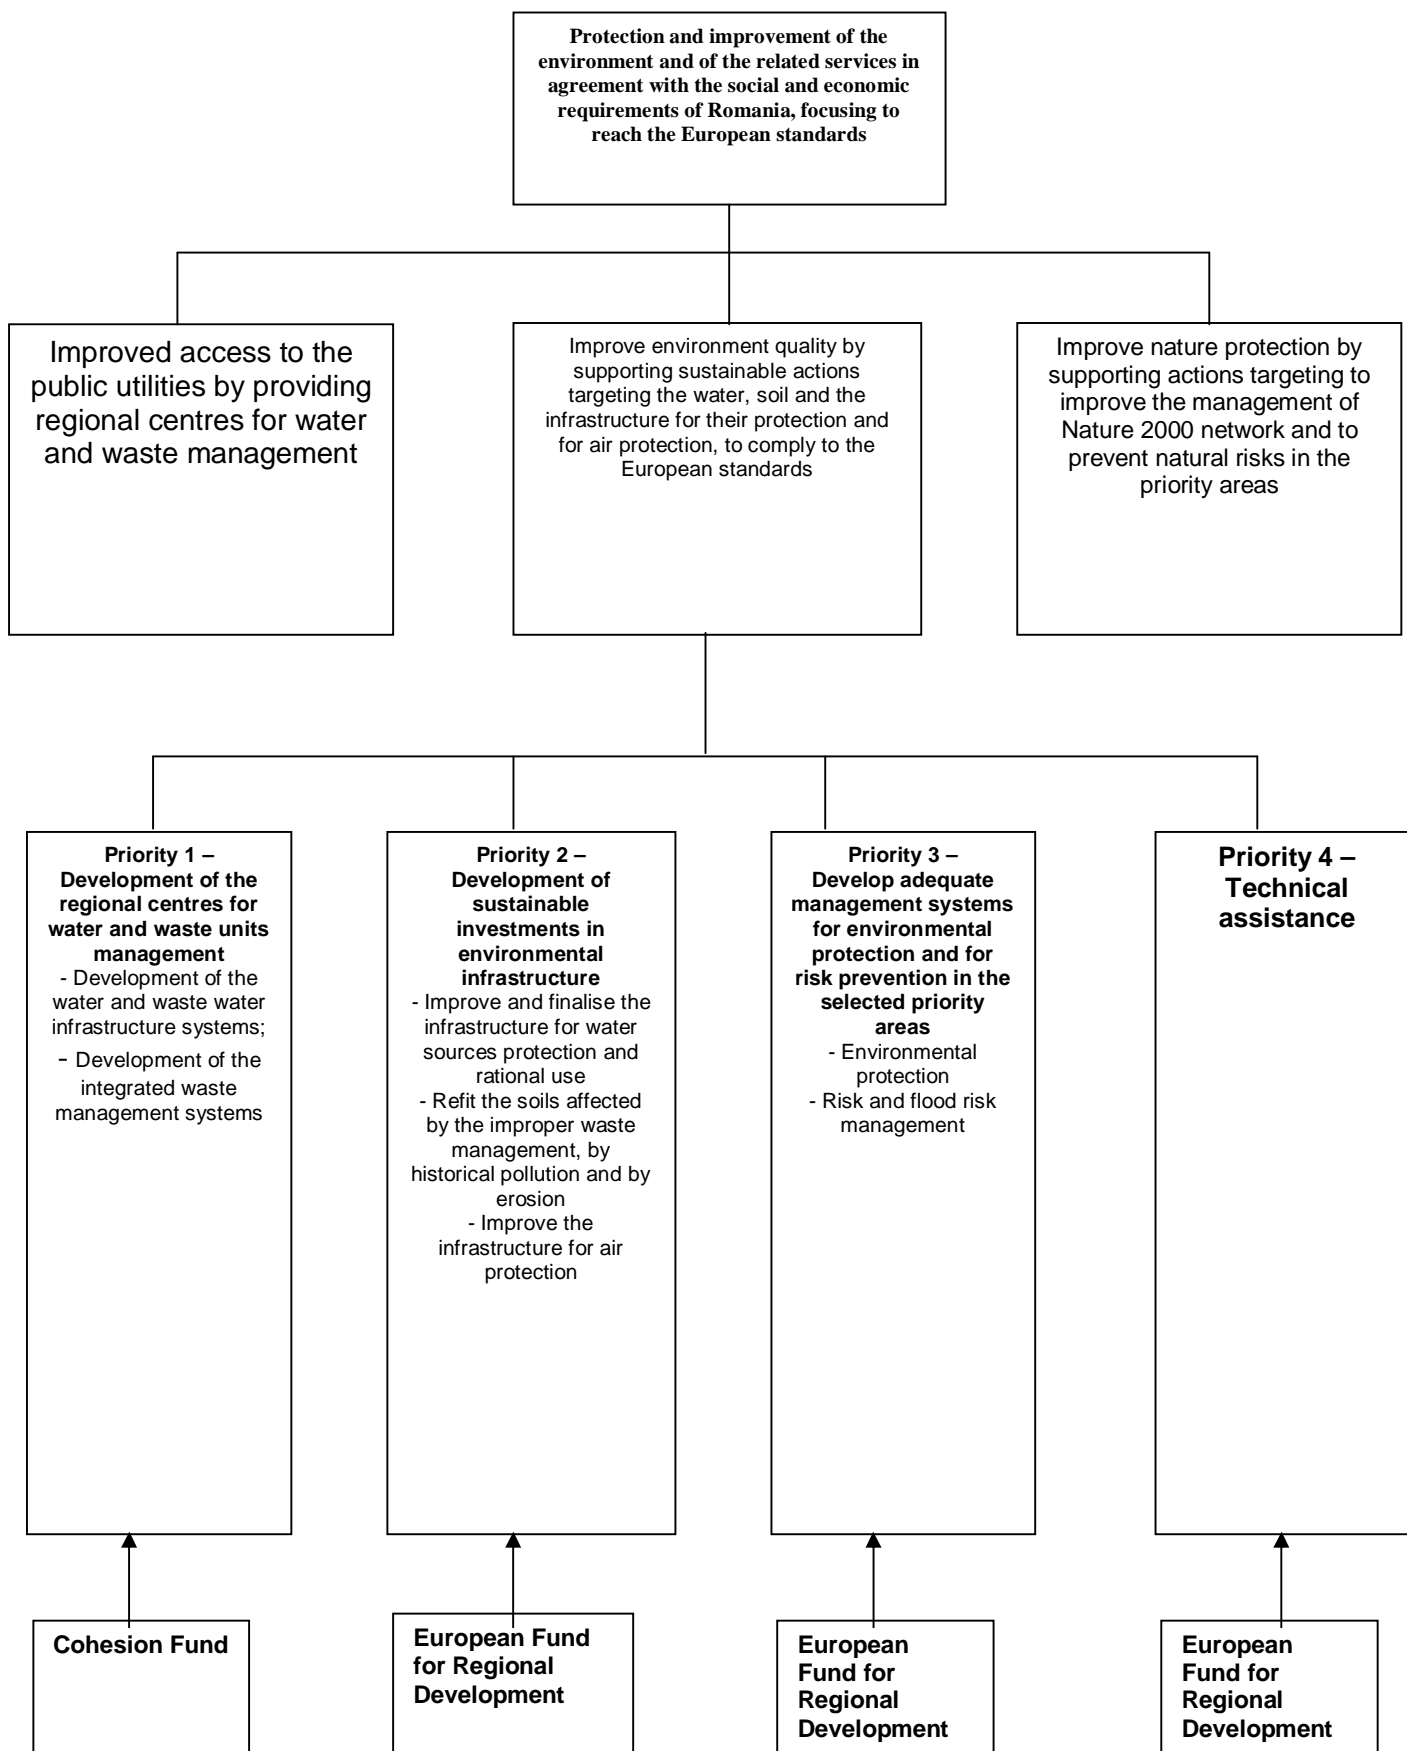 Protection and improvement of the
environment and of the related services in
agreement with the social and economic
requirements of Romania, focusing to
reach the European standards
Improved access to the
public utilities by providing
regional centres for water
and waste management
Improve environment quality by
supporting sustainable actions
targeting the water, soil and the
infrastructure for their protection and
for air protection, to comply to the
European standards
Improve nature protection by
supporting actions targeting to
improve the management of
Nature 2000 network and to
prevent natural risks in the
priority areas
Priority 1 –
Development of the
regional centres for
water and waste units
management
- Development of the
water and waste water
infrastructure systems;
- Development of the
integrated waste
management systems
Priority 2 –
Development of
sustainable
investments in
environmental
infrastructure
- Improve and finalise the
infrastructure for water
sources protection and
rational use
- Refit the soils affected
by the improper waste
management, by
historical pollution and by
erosion
- Improve the
infrastructure for air
protection
Priority 3 –
Develop adequate
management systems
for environmental
protection and for
risk prevention in the
selected priority
areas
- Environmental
protection
- Risk and flood risk
management
Priority 4 –
Technical
assistance
Cohesion Fund
European Fund
for Regional
Development
European
Fund for
Regional
Development
European
Fund for
Regional
Development